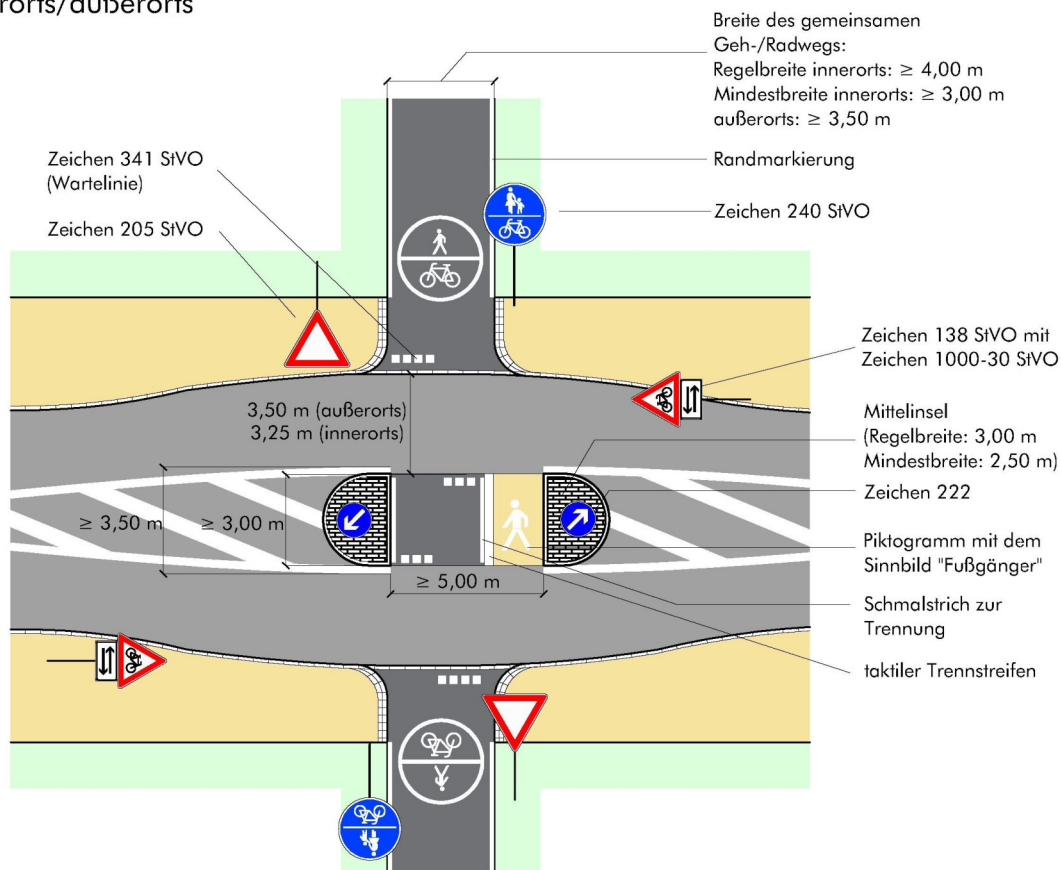 Breite des gemeinsamen
Geh-/Radwegs:
Regelbreite innerorts: ≥ 4,00 m
Mindestbreite innerorts: ≥ 3,00 m
außerorts: ≥ 3,50 m
Randmarkierung
Zeichen 240 StVO
Zeichen 341 StVO
(Wartelinie)
Zeichen 205 StVO
Zeichen 138 StVO mit
Zeichen 1000-30 StVO
3,50 m (außerorts)
3,25 m (innerorts)
Mittelinsel
(Regelbreite: 3,00 m
Mindestbreite: 2,50 m)
Zeichen 222
≥ 3,50 m
≥ 3,00 m
≥ 5,00 m
Piktogramm mit dem
Sinnbild "Fußgänger"
Schmalstrich zur
Trennung
taktiler Trennstreifen